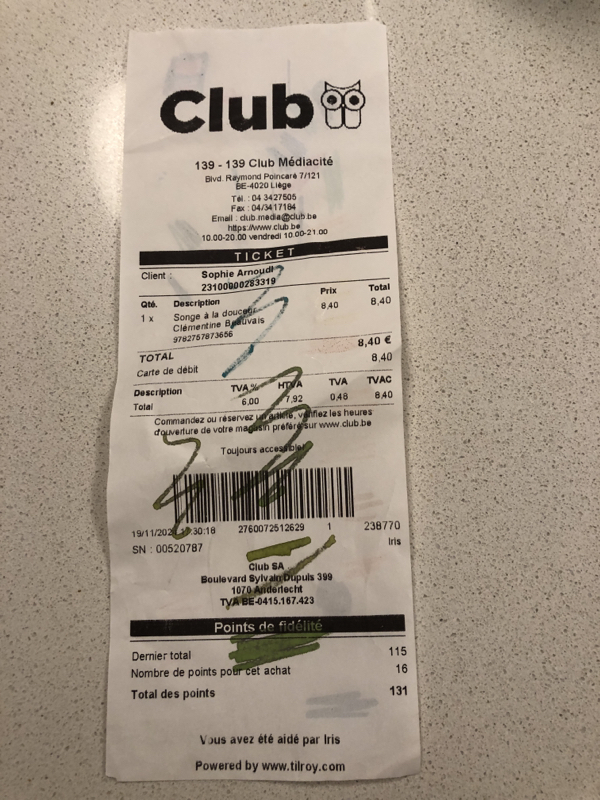 Club
139 - 139 Club Médiacité
Blvd. Raymond Poincaré 7/121
BE-4020 Liège
Tél. : 04 3427505
Fax : 04/3417184
Email : club.media@club.be
https://www.club.be
10.00-20.00 vendredi 10.00-21.00
TICKET
Client : Sophie Arnoudt
23100000283319
Qté. Description Prix Total
1 x Songe à la douceur 8,40 8,40
Clémentine Beauvais
9782757873656
TOTAL 8,40 €
Carte de débit 8,40
Description TVA % HTVA TVA TVAC
Total 6,00 7,92 0,48 8,40
Commandez ou réservez un article, vérifiez les heures
d'ouverture de votre magasin préféré sur www.club.be
Toujours accessible!
19/11/202 :30:18 2760072512629 1 238770
SN : 00520787 Iris
Club SA
Boulevard Sylvain Dupuis 399
1070 Anderlecht
TVA BE-0415.167.423
Points de fidélité
Dernier total 115
Nombre de points pour cet achat 16
Total des points 131
Vous avez été aidé par Iris
Powered by www.tilroy.com